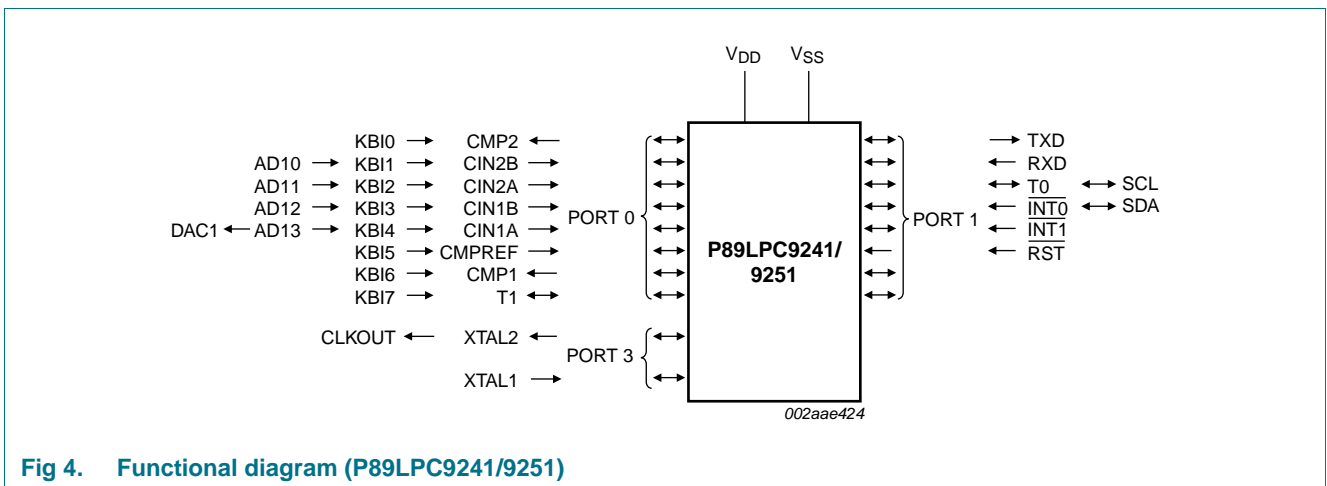 VDD VSS
KBI0 CMP2 TXD
AD10 KBI1 CIN2B RXD
AD11 KBI2 CIN2A T0 SCL
AD12 KBI3 CIN1B PORT 0 PORT 1 INT0 SDA
DAC1 AD13 KBI4 CIN1A INT1
KBI5 CMPREF P89LPC9241/ RST
KBI6 CMP1 9251
KBI7 T1
CLKOUT XTAL2
PORT 3
XTAL1
002aae424
Fig 4. Functional diagram (P89LPC9241/9251)